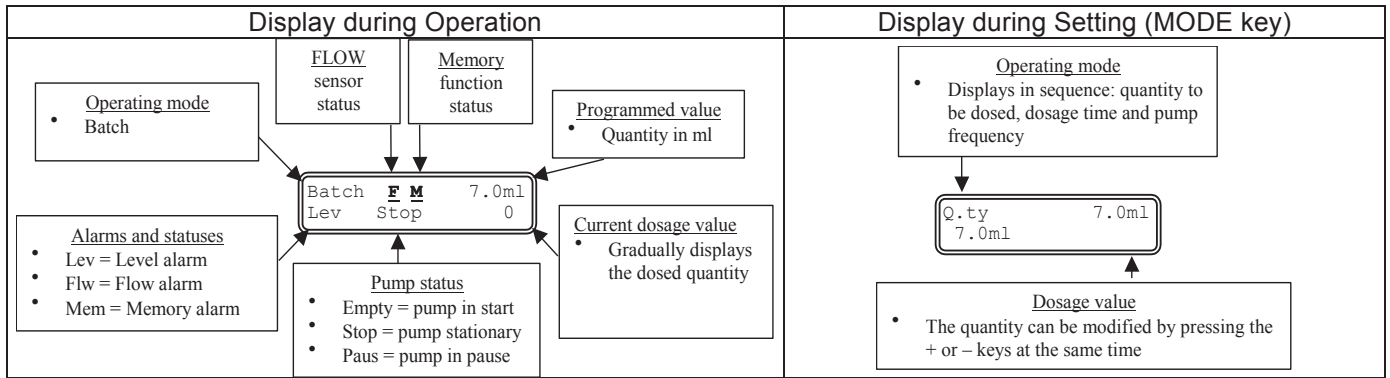 Display during Operation
FLOW
sensor
status
Memory
function
status
• Operating mode
Batch
Programmed value
• Quantity in ml
Batch F M 7.0ml
Lev Stop 0
Alarms and statuses
• Lev = Level alarm
• Flw = Flow alarm
• Mem = Memory alarm
Pump status
• Empty = pump in start
• Stop = pump stationary
• Paus = pump in pause
Current dosage value
• Gradually displays
the dosed quantity
Display during Setting (MODE key)
Operating mode
• Displays in sequence: quantity to
be dosed, dosage time and pump
frequency
Q.ty 7.0ml
7.0ml
Dosage value
• The quantity can be modified by pressing the
+ or – keys at the same time